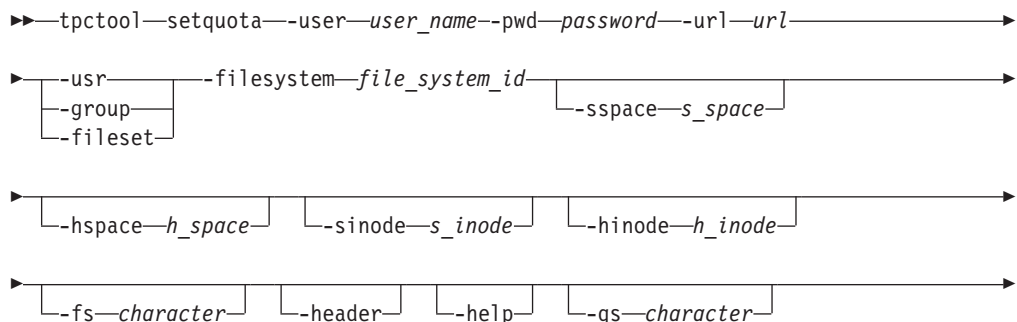 tpctool setquota -user user_name -pwd password -url url
-usr -filesystem file_system_id
-group -sspace s_space
-fileset
-hspace h_space -sinode s_inode -hinode h_inode
-fs character -header -help -qs character